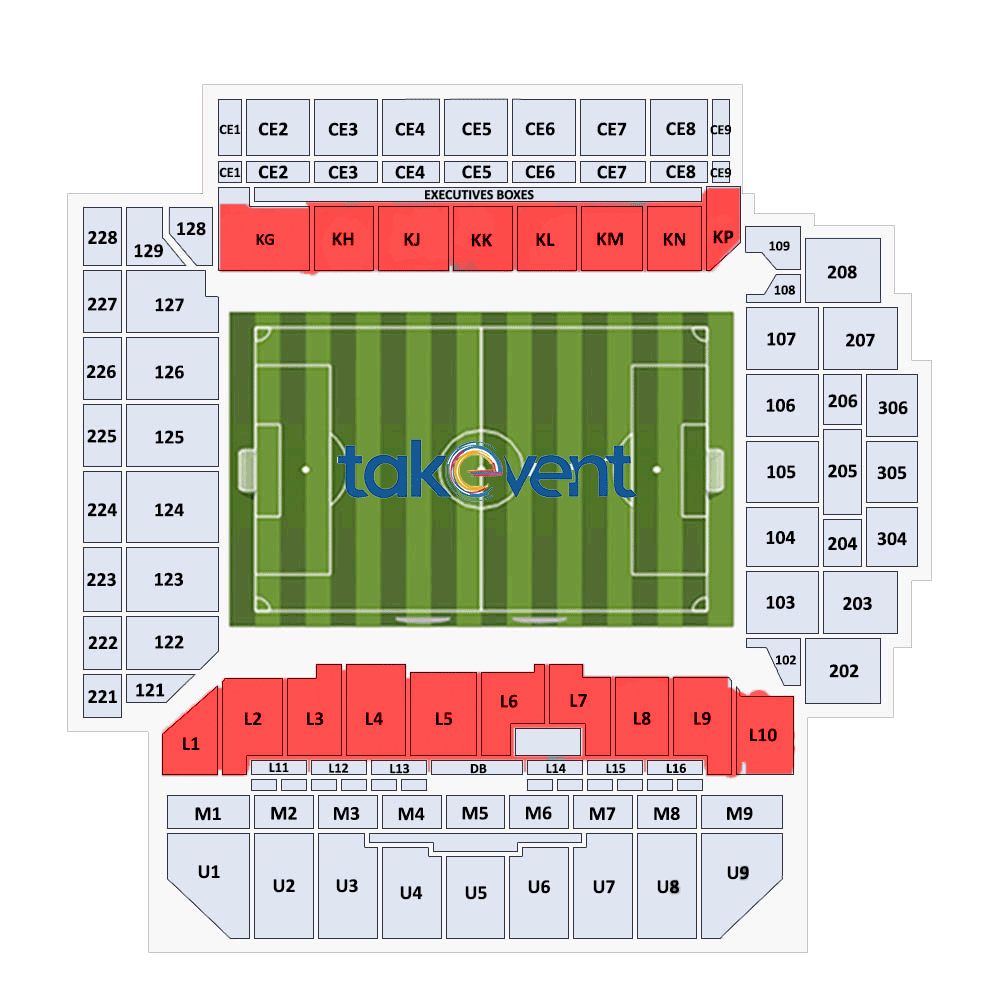 CE1 CE2 CE3 CE4 CE5 CE6 CE7 CE8 CE9
CE1 CE2 CE3 CE4 CE5 CE6 CE7 CE8 CE9
EXECUTIVES BOXES
228 129 128 KG KH KJ KK KL KM KN KP 109 208
108
227 127 107 207
226 126 106 206 306
225 125 105 205 305
takevent
224 124 104 204 304
223 123 103 203
222 122 102 202
221 121
L1 L2 L3 L4 L5 L6 L7 L8 L9 L10
L11 L12 L13 DB L14 L15 L16
M1 M2 M3 M4 M5 M6 M7 M8 M9
U1 U2 U3 U4 U5 U6 U7 U8 U9